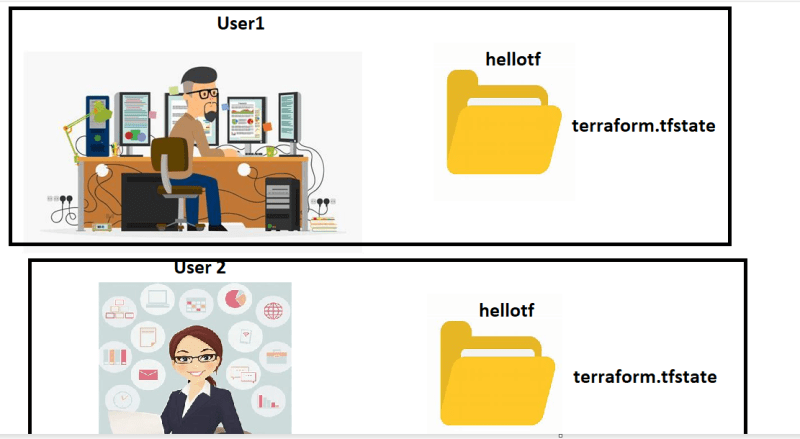 User1
hellotf
terraform.tfstate
User 2
hellotf
terraform.tfstate